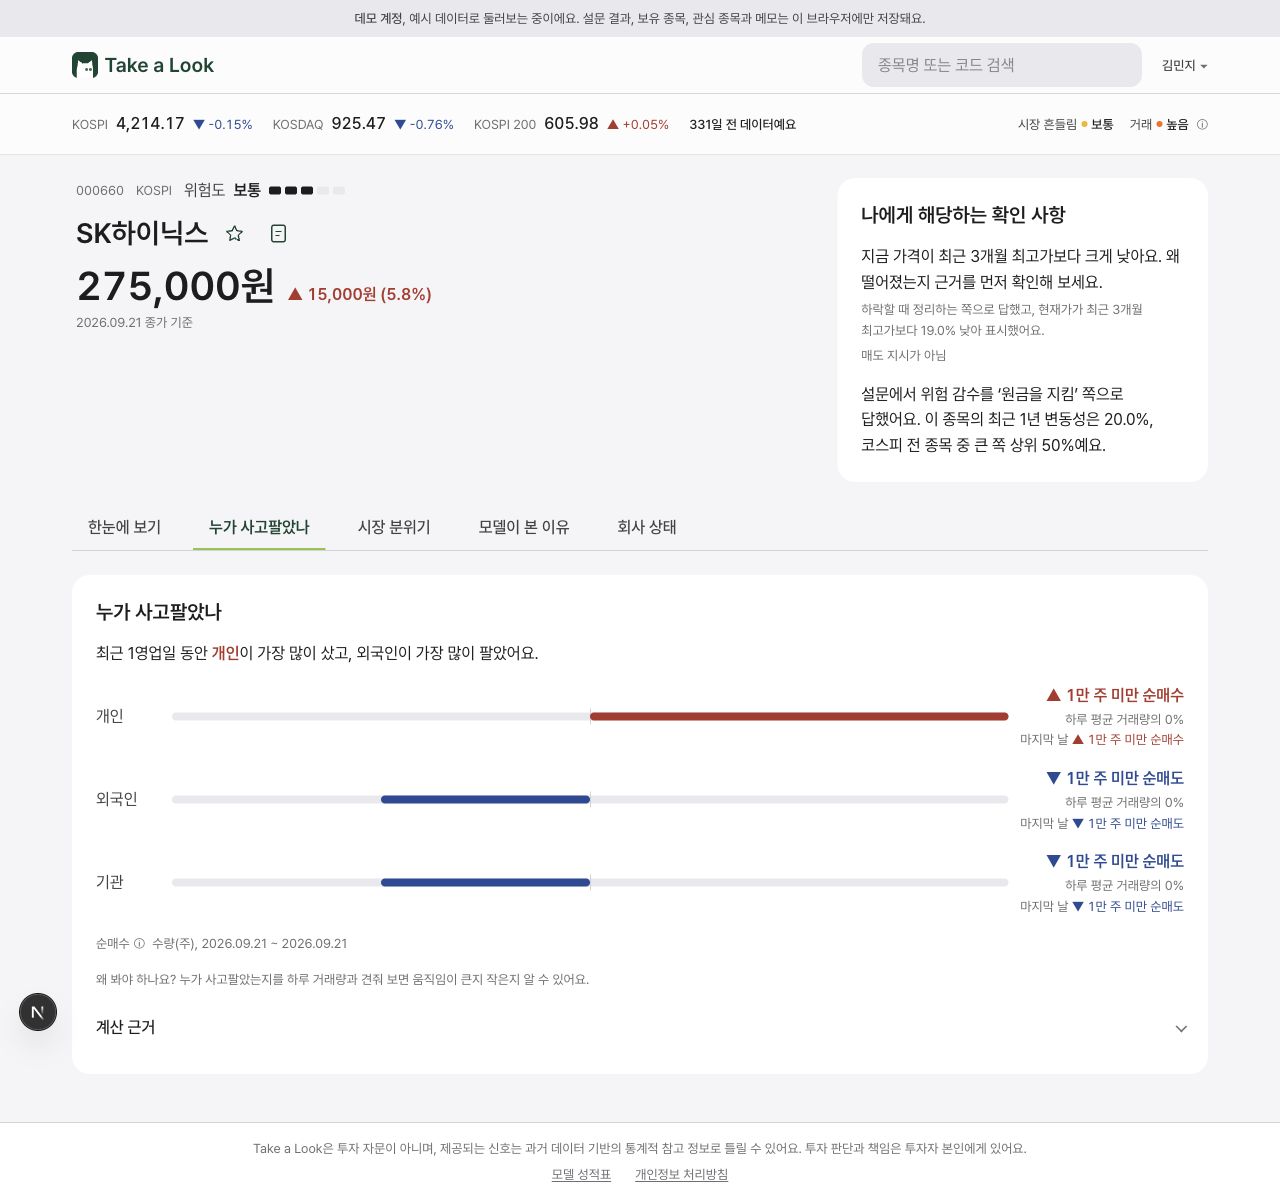 데모 계정, 예시 데이터로 둘러보는 중이에요. 설문 결과, 보유 종목, 관심 종목과 메모는 이 브라우저에만 저장돼요.
Take a Look
종목명 또는 코드 검색
김민지
KOSPI 4,214.17 ▼ -0.15% KOSDAQ 925.47 ▼ -0.76% KOSPI 200 605.98 ▲ +0.05% 331일 전 데이터예요
시장 흔들림 보통 거래 높음 ⓘ
000660 KOSPI 위험도 보통
SK하이닉스
275,000원 ▲ 15,000원 (5.8%)
2026.09.21 종가 기준
나에게 해당하는 확인 사항
지금 가격이 최근 3개월 최고가보다 크게 낮아요. 왜
떨어졌는지 근거를 먼저 확인해 보세요.
하락할 때 정리하는 쪽으로 답했고, 현재가가 최근 3개월
최고가보다 19.0% 낮아 표시했어요.
매도 지시가 아님
설문에서 위험 감수를 ‘원금을 지킴’ 쪽으로
답했어요. 이 종목의 최근 1년 변동성은 20.0%,
코스피 전 종목 중 큰 쪽 상위 50%예요.
한눈에 보기 누가 사고팔았나 시장 분위기 모델이 본 이유 회사 상태
누가 사고팔았나
최근 1영업일 동안 개인이 가장 많이 샀고, 외국인이 가장 많이 팔았어요.
개인
▲ 1만 주 미만 순매수
하루 평균 거래량의 0%
마지막 날 ▲ 1만 주 미만 순매수
외국인
▼ 1만 주 미만 순매도
하루 평균 거래량의 0%
마지막 날 ▼ 1만 주 미만 순매도
기관
▼ 1만 주 미만 순매도
하루 평균 거래량의 0%
마지막 날 ▼ 1만 주 미만 순매도
순매수 ⓘ 수량(주), 2026.09.21 ~ 2026.09.21
왜 봐야 하나요? 누가 사고팔았는지를 하루 거래량과 견줘 보면 움직임이 큰지 작은지 알 수 있어요.
N
계산 근거
Take a Look은 투자 자문이 아니며, 제공되는 신호는 과거 데이터 기반의 통계적 참고 정보로 틀릴 수 있어요. 투자 판단과 책임은 투자자 본인에게 있어요.
모델 성적표 개인정보 처리방침